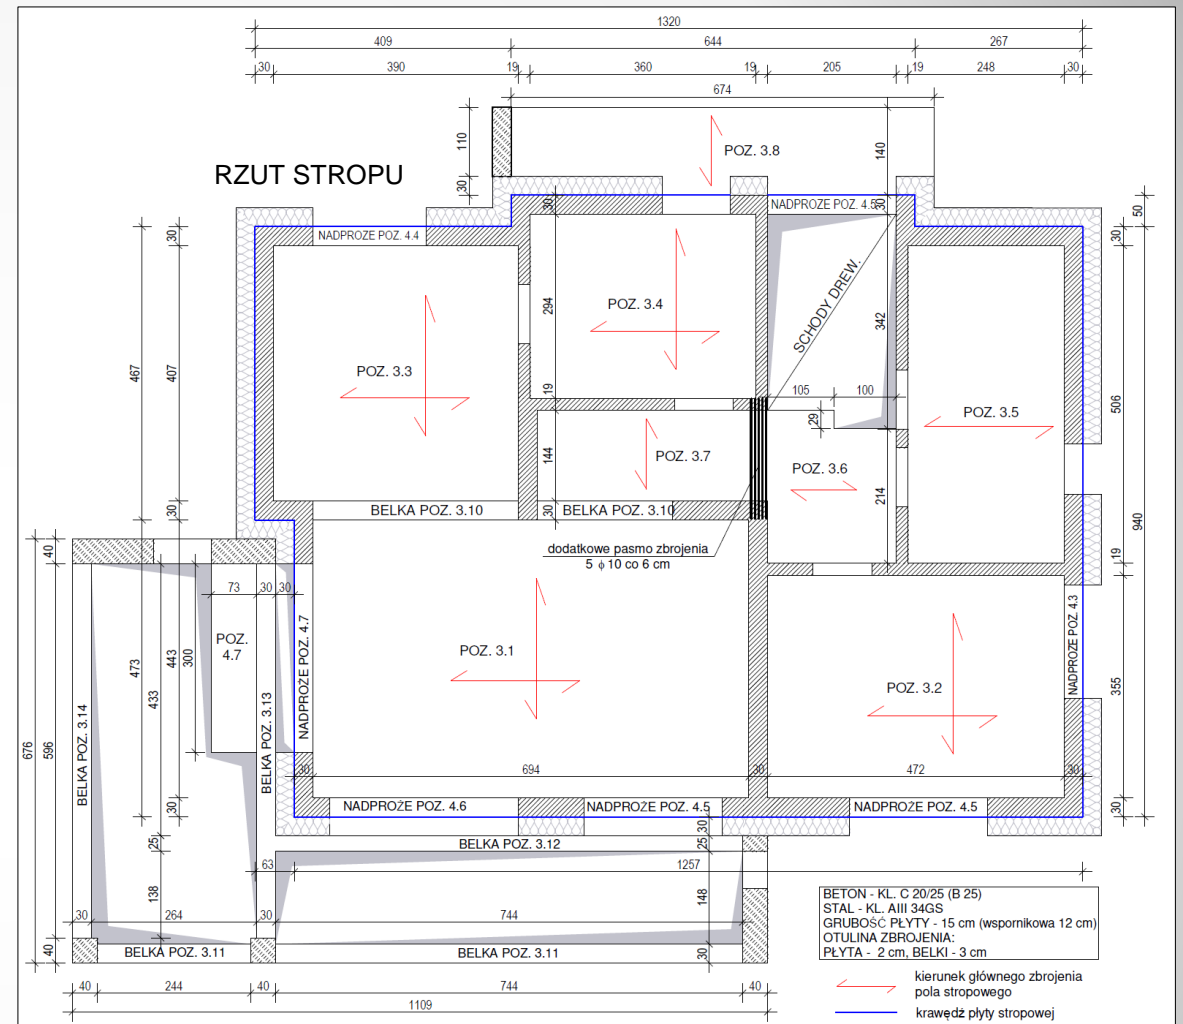 1320
409 644 267
30 390 19 360 19 205 19 248 30
674
110
30
140
POZ. 3.8
RZUT STROPU
NADPROŻE POZ. 4.4
30
NADPROŻE POZ. 4.5
30
50
30
30
POZ. 3.4
294
19
SCHODY DREW.
342
467
407
POZ. 3.3
105 100
29
POZ. 3.5
506
144
POZ. 3.7
POZ. 3.6
214
30
BELKA POZ. 3.10
BELKA POZ. 3.10
30
940
dodatkowe pasmo zbrojenia
5 ϕ 10 co 6 cm
40
19
73 30 30
POZ.
4.7
300
443
433
473
NADPROŻE POZ. 4.7
POZ. 3.1
NADPROŻE POZ. 4.3
355
POZ. 3.2
BELKA POZ. 3.14
BELKA POZ. 3.13
676
596
30 694 30 472 30
30
NADPROŻE POZ. 4.6
NADPROŻE POZ. 4.5
NADPROŻE POZ. 4.5
30
30
25
25
BELKA POZ. 3.12
63 1257
138
148
30 264 30 744
40
BELKA POZ. 3.11
BELKA POZ. 3.11
30
40 244 40 744 40
1109
BETON - KL. C 20/25 (B 25)
STAL - KL. AIII 34GS
GRUBOŚĆ PŁYTY - 15 cm (wspornikowa 12 cm)
OTULINA ZBROJENIA:
PŁYTA - 2 cm, BELKI - 3 cm
kierunek głównego zbrojenia
pola stropowego
krawędź płyty stropowej